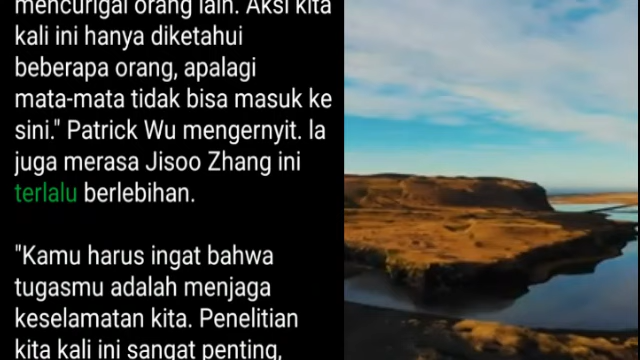 mencurigai orang lain. Aksi kita
kali ini hanya diketahui
beberapa orang, apalagi
mata-mata tidak bisa masuk ke
sini." Patrick Wu mengernyit. Ia
juga merasa Jisoo Zhang ini
terlalu berlebihan.
"Kamu harus ingat bahwa
tugasmu adalah menjaga
keselamatan kita. Penelitian
kita kali ini sangat penting,